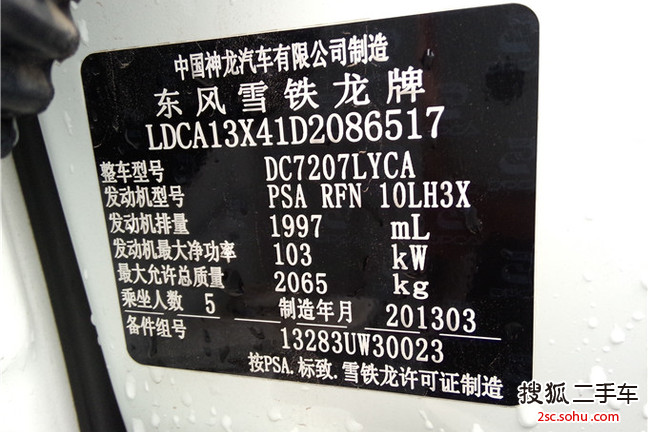 中国神龙汽车有限公司制造
东风雪铁龙牌
LDCA13X41D2086517
整车型号 DC7207LYCA
发动机型号 PSA RFN 10LH3X
发动机排量 1997 mL
发动机最大净功率 103 kW
最大允许总质量 2065 kg
乘坐人数 5 制造年月 201303
备件组号 13283UW30023
按PSA.标致.雪铁龙许可证制造
搜狐二手车
2sc.sohu.com